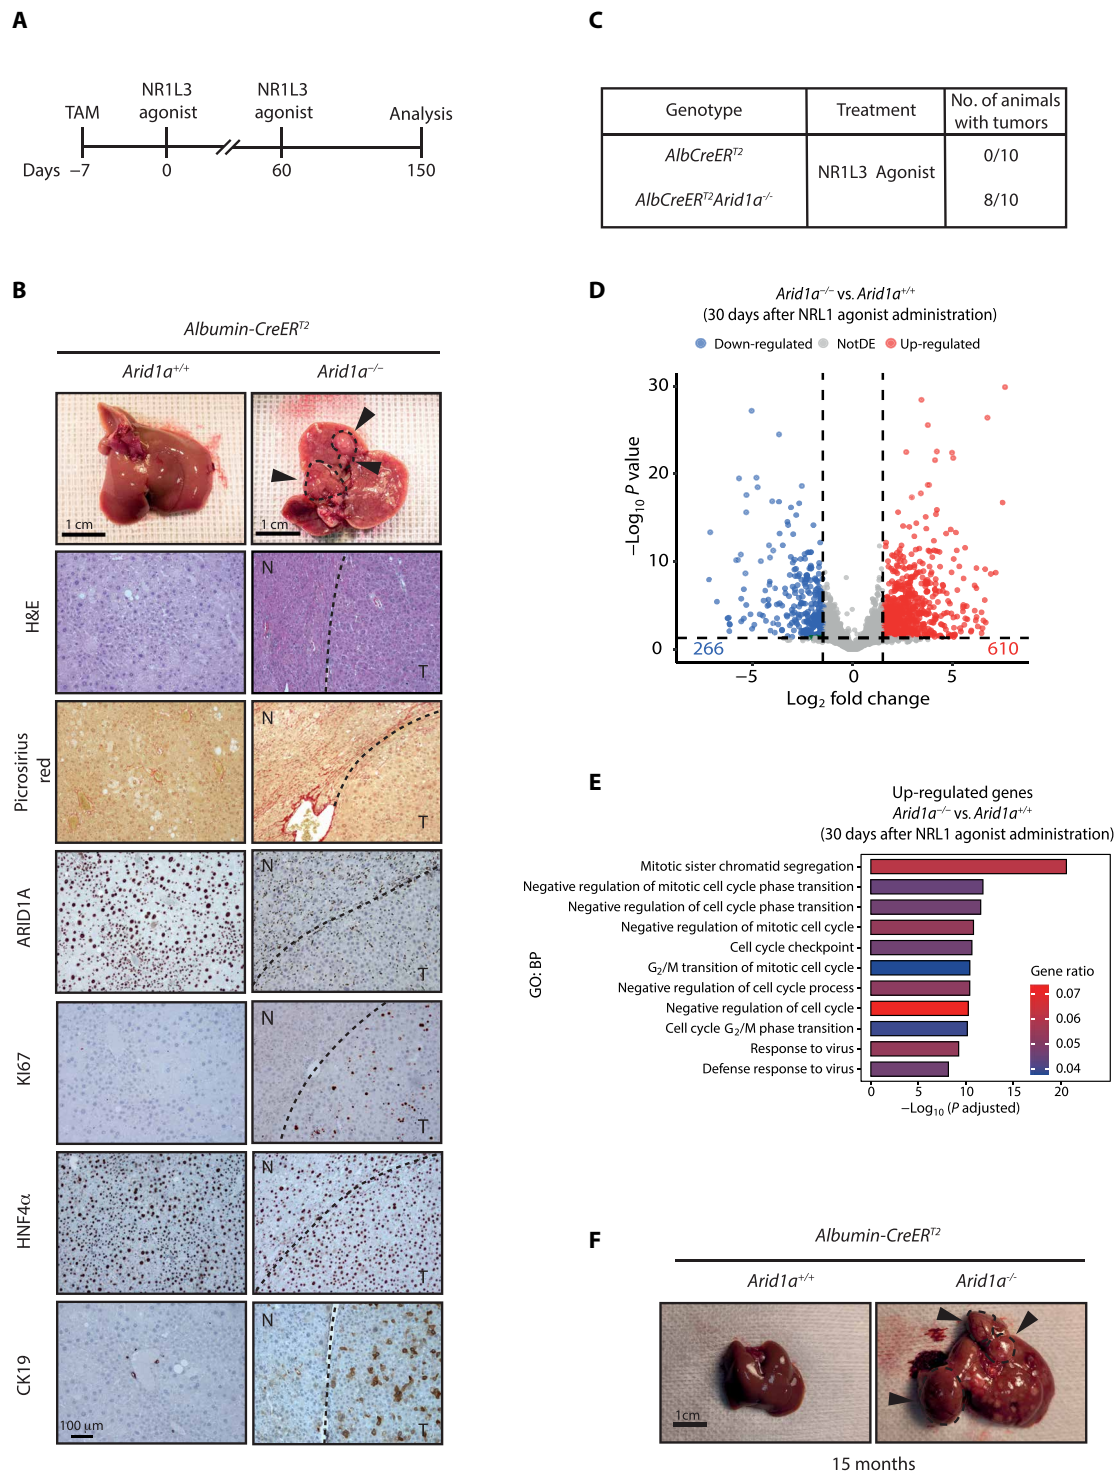 A
NR1L3 agonist
NR1L3 agonist
TAM
Analysis
Days −7 0 60 150
B
Albumin-CreER^T2
Arid1a^+/+
Arid1a^−/−
1 cm
1 cm
H&E
N
T
Picrosirius red
N
T
ARID1A
N
T
KI67
N
T
HNF4α
N
T
CK19
N
T
100 μm
C
Genotype
Treatment
No. of animals with tumors
AlbCreER^T2
NR1L3 Agonist
0/10
AlbCreER^T2Arid1a^-/-
8/10
D
Arid1a^−/− vs. Arid1a^+/+
(30 days after NRL1 agonist administration)
Down-regulated NotDE Up-regulated
−Log10 P value
30
20
10
0
266
610
−5 0 5
Log2 fold change
E
Up-regulated genes
Arid1a^−/− vs. Arid1a^+/+
(30 days after NRL1 agonist administration)
GO: BP
Mitotic sister chromatid segregation
Negative regulation of mitotic cell cycle phase transition
Negative regulation of cell cycle phase transition
Negative regulation of mitotic cell cycle
Cell cycle checkpoint
G2/M transition of mitotic cell cycle
Negative regulation of cell cycle process
Negative regulation of cell cycle
Cell cycle G2/M phase transition
Response to virus
Defense response to virus
Gene ratio
0.07
0.06
0.05
0.04
0 5 10 15 20
−Log10 (P adjusted)
F
Albumin-CreER^T2
Arid1a^+/+
Arid1a^-/-
1cm
15 months